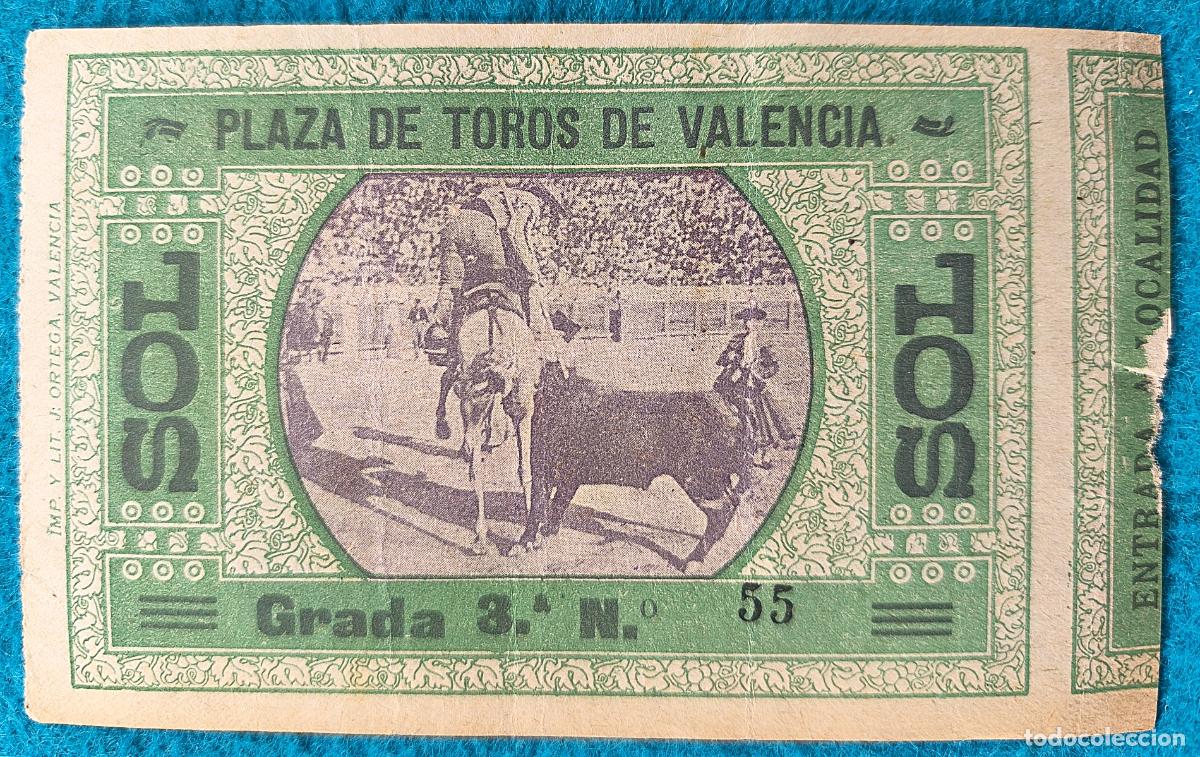 PLAZA DE TOROS DE VALENCIA
SOL
SOL
Grada 3.ª N.º 55
IMP. Y LIT. J. ORTEGA, VALENCIA
ENTRADA A LOCALIDAD
todocoleccion